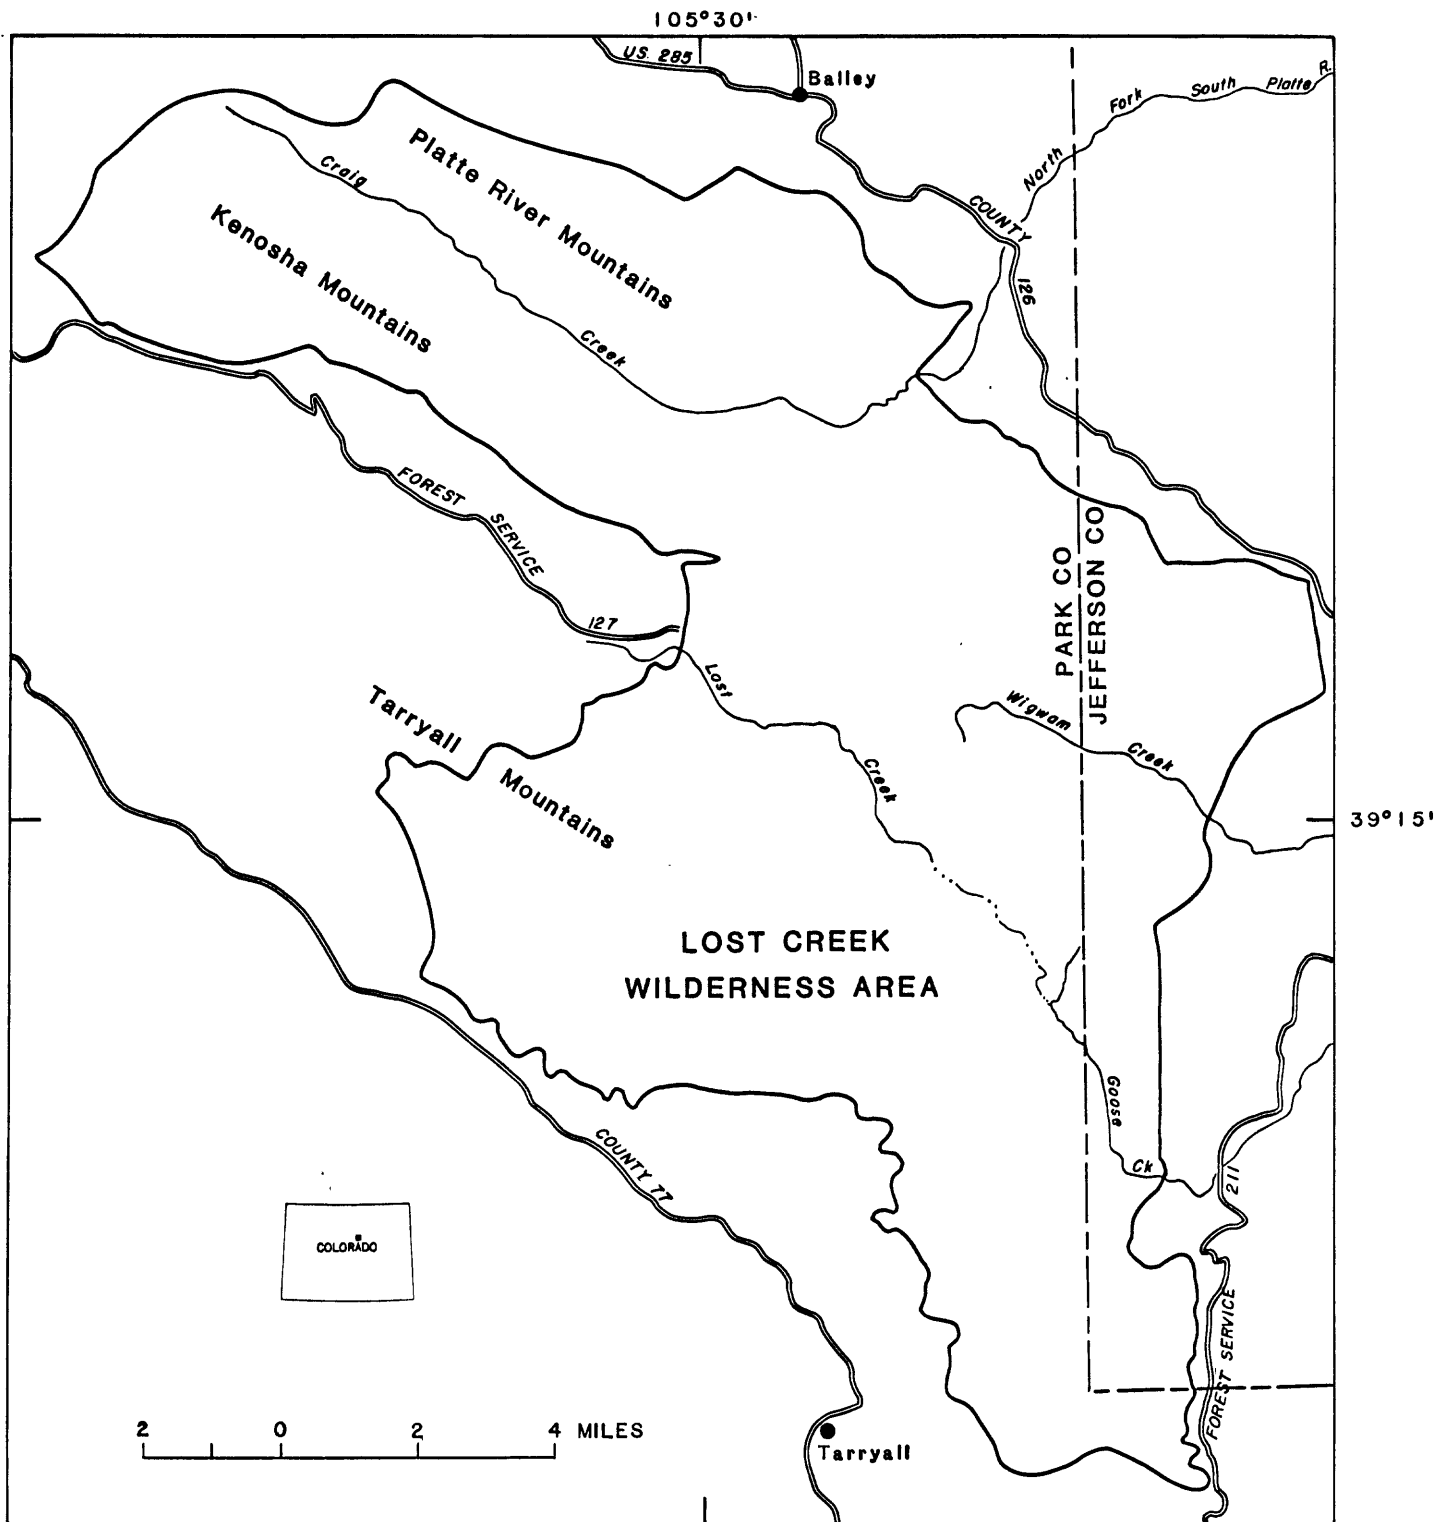 105°30'
US. 285
Bailey
North Fork South Platte R.
Craig
Creek
Platte River Mountains
Kenosha Mountains
COUNTY
126
FOREST SERVICE
127
PARK CO
JEFFERSON CO
Lost
Creek
Wigwam
Creek
Tarryall
Mountains
39°15'
LOST CREEK
WILDERNESS AREA
Goose
Ck
COUNTY 77
211
FOREST SERVICE
COLORADO
2 0 2 4 MILES
Tarryall